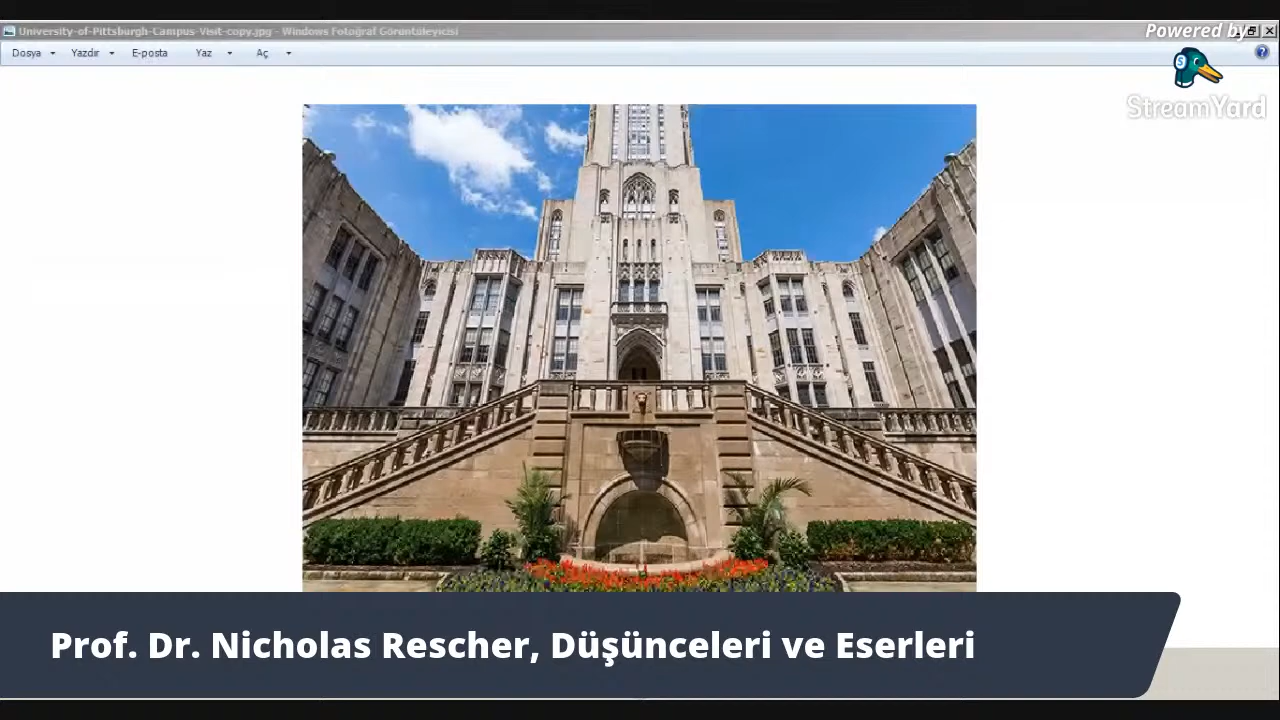 University-of-Pittsburgh-Campus-Visit-copy.jpg - Windows Fotoğraf Görüntüleyicisi
Powered by
Dosya Yazdır E-posta Yaz Aç
StreamYard
Prof. Dr. Nicholas Rescher, Düşünceleri ve Eserleri